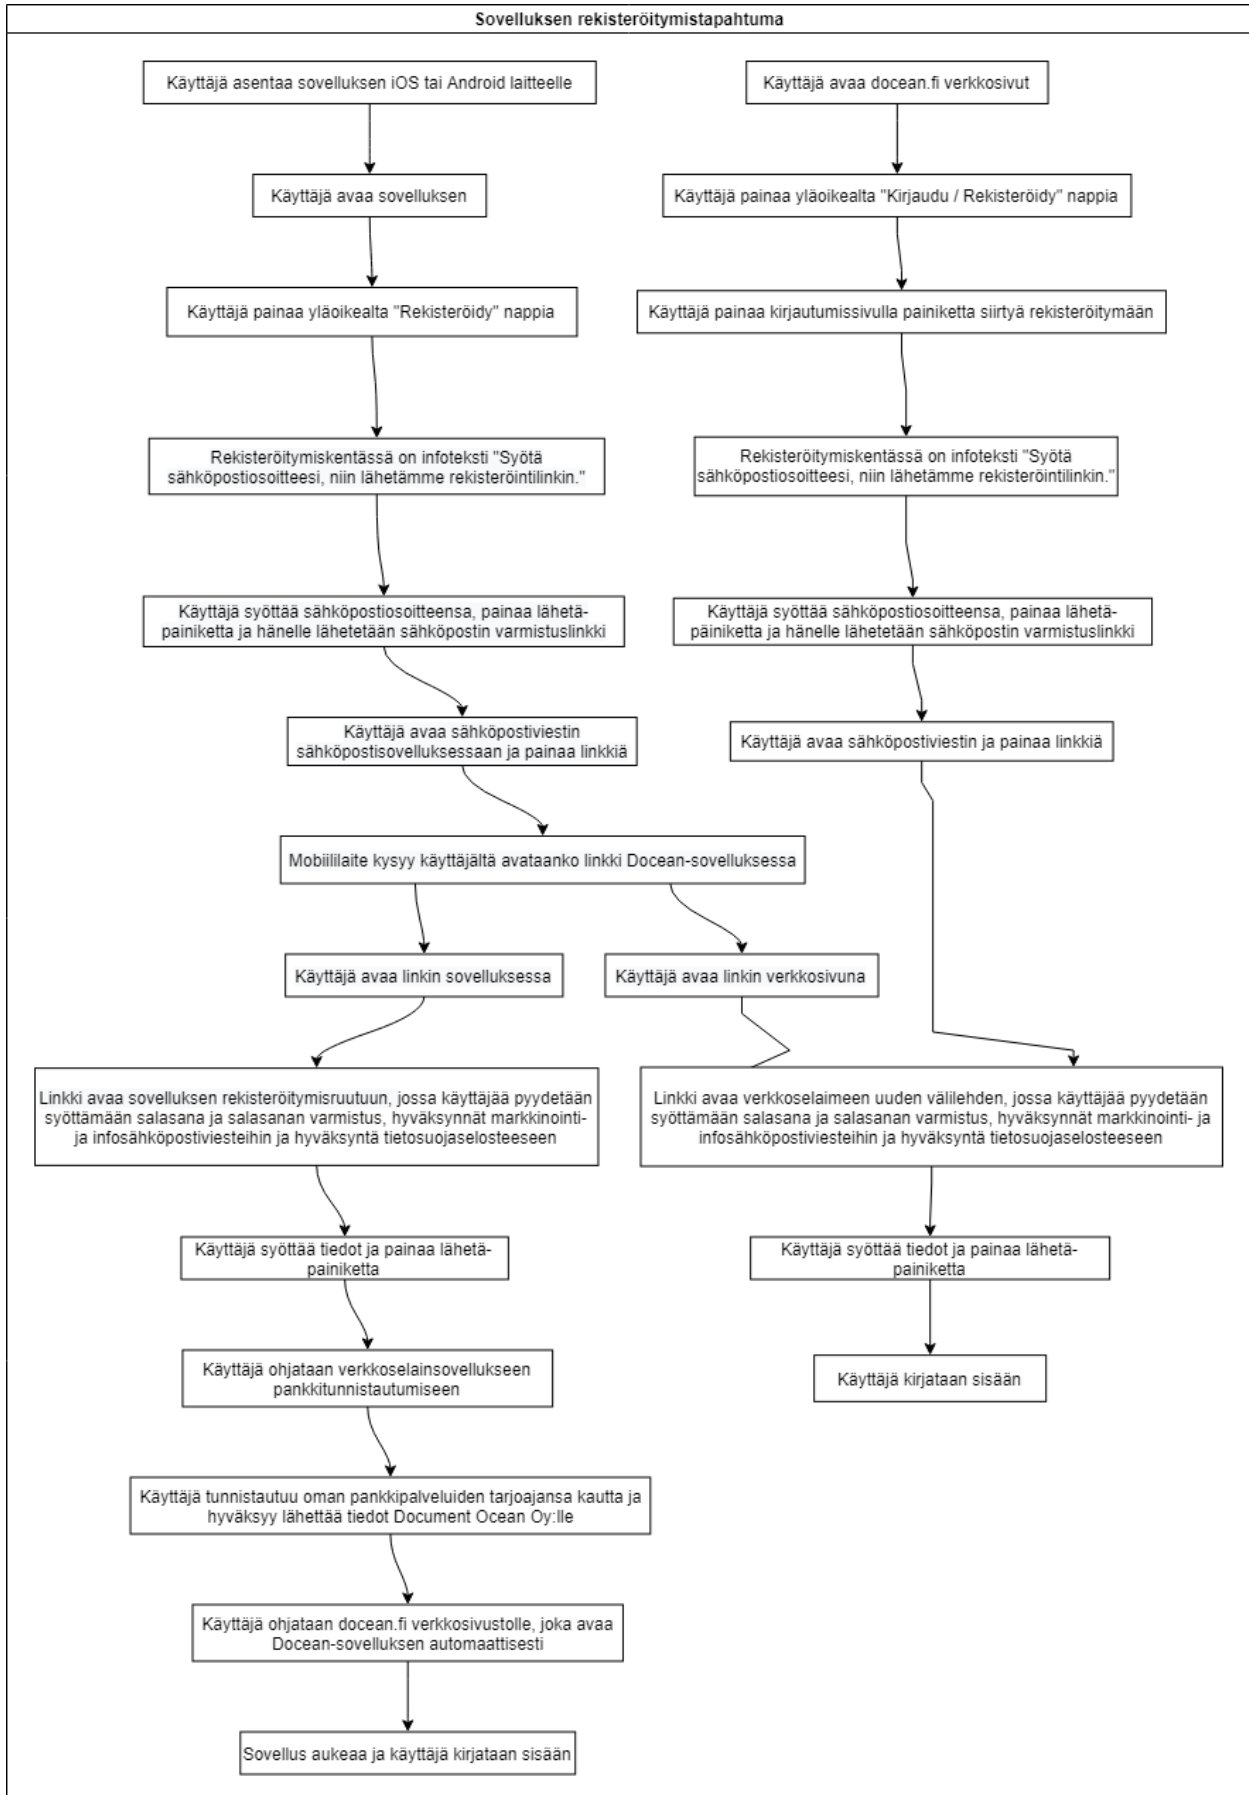 Sovelluksen rekisteröitymistapahtuma
Käyttäjä asentaa sovelluksen iOS tai Android laitteelle
Käyttäjä avaa sovelluksen
Käyttäjä painaa yläoikealta "Rekisteröidy" nappia
Rekisteröitymiskentässä on infoteksti "Syötä
sähköpostiosoitteesi, niin lähetämme rekisteröintilinkin."
Käyttäjä syöttää sähköpostiosoitteensa, painaa lähetä-
painiketta ja hänelle lähetetään sähköpostin varmistuslinkki
Käyttäjä avaa sähköpostiviestin
sähköpostisovelluksessaan ja painaa linkkiä
Mobiililaite kysyy käyttäjältä avataanko linkki Docean-sovelluksessa
Käyttäjä avaa linkin sovelluksessa
Käyttäjä avaa linkin verkkosivuna
Linkki avaa sovelluksen rekisteröitymisruutuun, jossa käyttäjää pyydetään
syöttämään salasana ja salasanan varmistus, hyväksynnät markkinointi-
ja infosähköpostiviesteihin ja hyväksyntä tietosuojaselosteeseen
Käyttäjä syöttää tiedot ja painaa lähetä-
painiketta
Käyttäjä ohjataan verkkoselainsovellukseen
pankkitunnistautumiseen
Käyttäjä tunnistautuu oman pankkipalveluiden tarjoajansa kautta ja
hyväksyy lähettää tiedot Document Ocean Oy:lle
Käyttäjä ohjataan docean.fi verkkosivustolle, joka avaa
Docean-sovelluksen automaattisesti
Sovellus aukeaa ja käyttäjä kirjataan sisään
Käyttäjä avaa docean.fi verkkosivut
Käyttäjä painaa yläoikealta "Kirjaudu / Rekisteröidy" nappia
Käyttäjä painaa kirjautumissivulla painiketta siirtyä rekisteröitymään
Rekisteröitymiskentässä on infoteksti "Syötä
sähköpostiosoitteesi, niin lähetämme rekisteröintilinkin."
Käyttäjä syöttää sähköpostiosoitteensa, painaa lähetä-
päiniketta ja hänelle lähetetään sähköpostin varmistuslinkki
Käyttäjä avaa sähköpostiviestin ja painaa linkkiä
Linkki avaa verkkoselaimeen uuden välilehden, jossa käyttäjää pyydetään
syöttämään salasana ja salasanan varmistus, hyväksynnät markkinointi- ja
infosähköpostiviesteihin ja hyväksyntä tietosuojaselosteeseen
Käyttäjä syöttää tiedot ja painaa lähetä-
painiketta
Käyttäjä kirjataan sisään